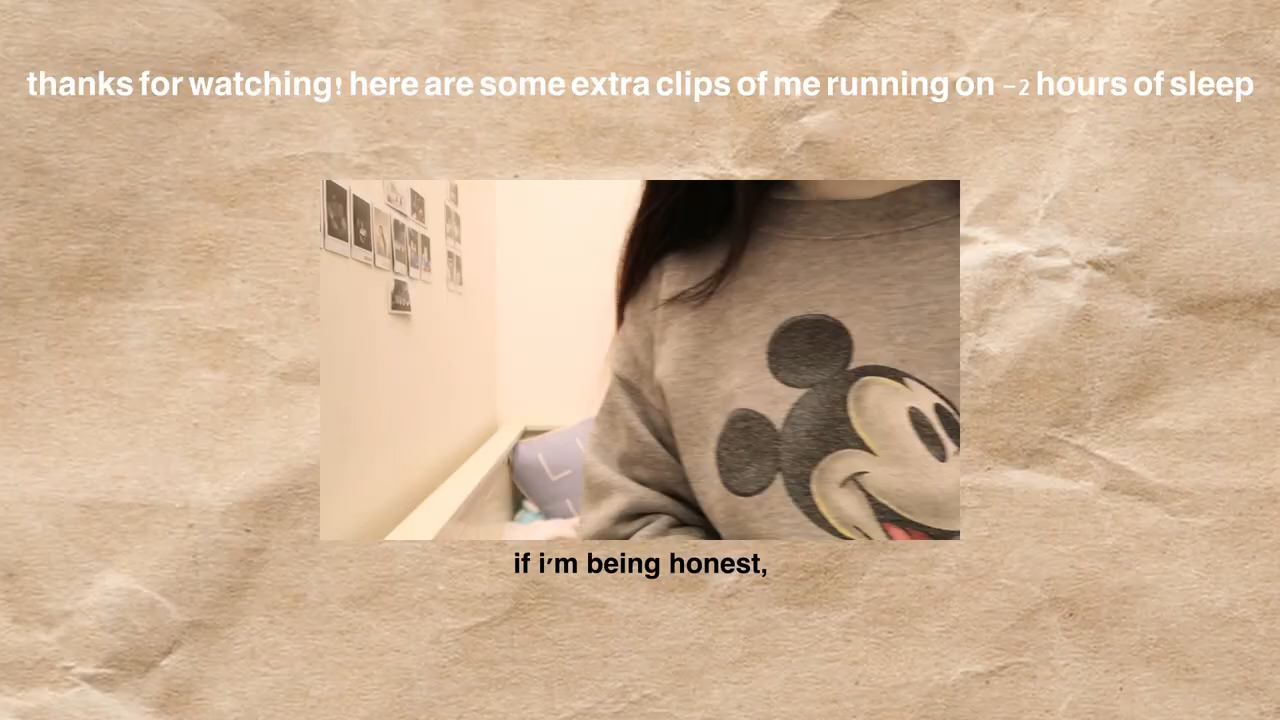 thanks for watching! here are some extra clips of me running on -2 hours of sleep
if i'm being honest,